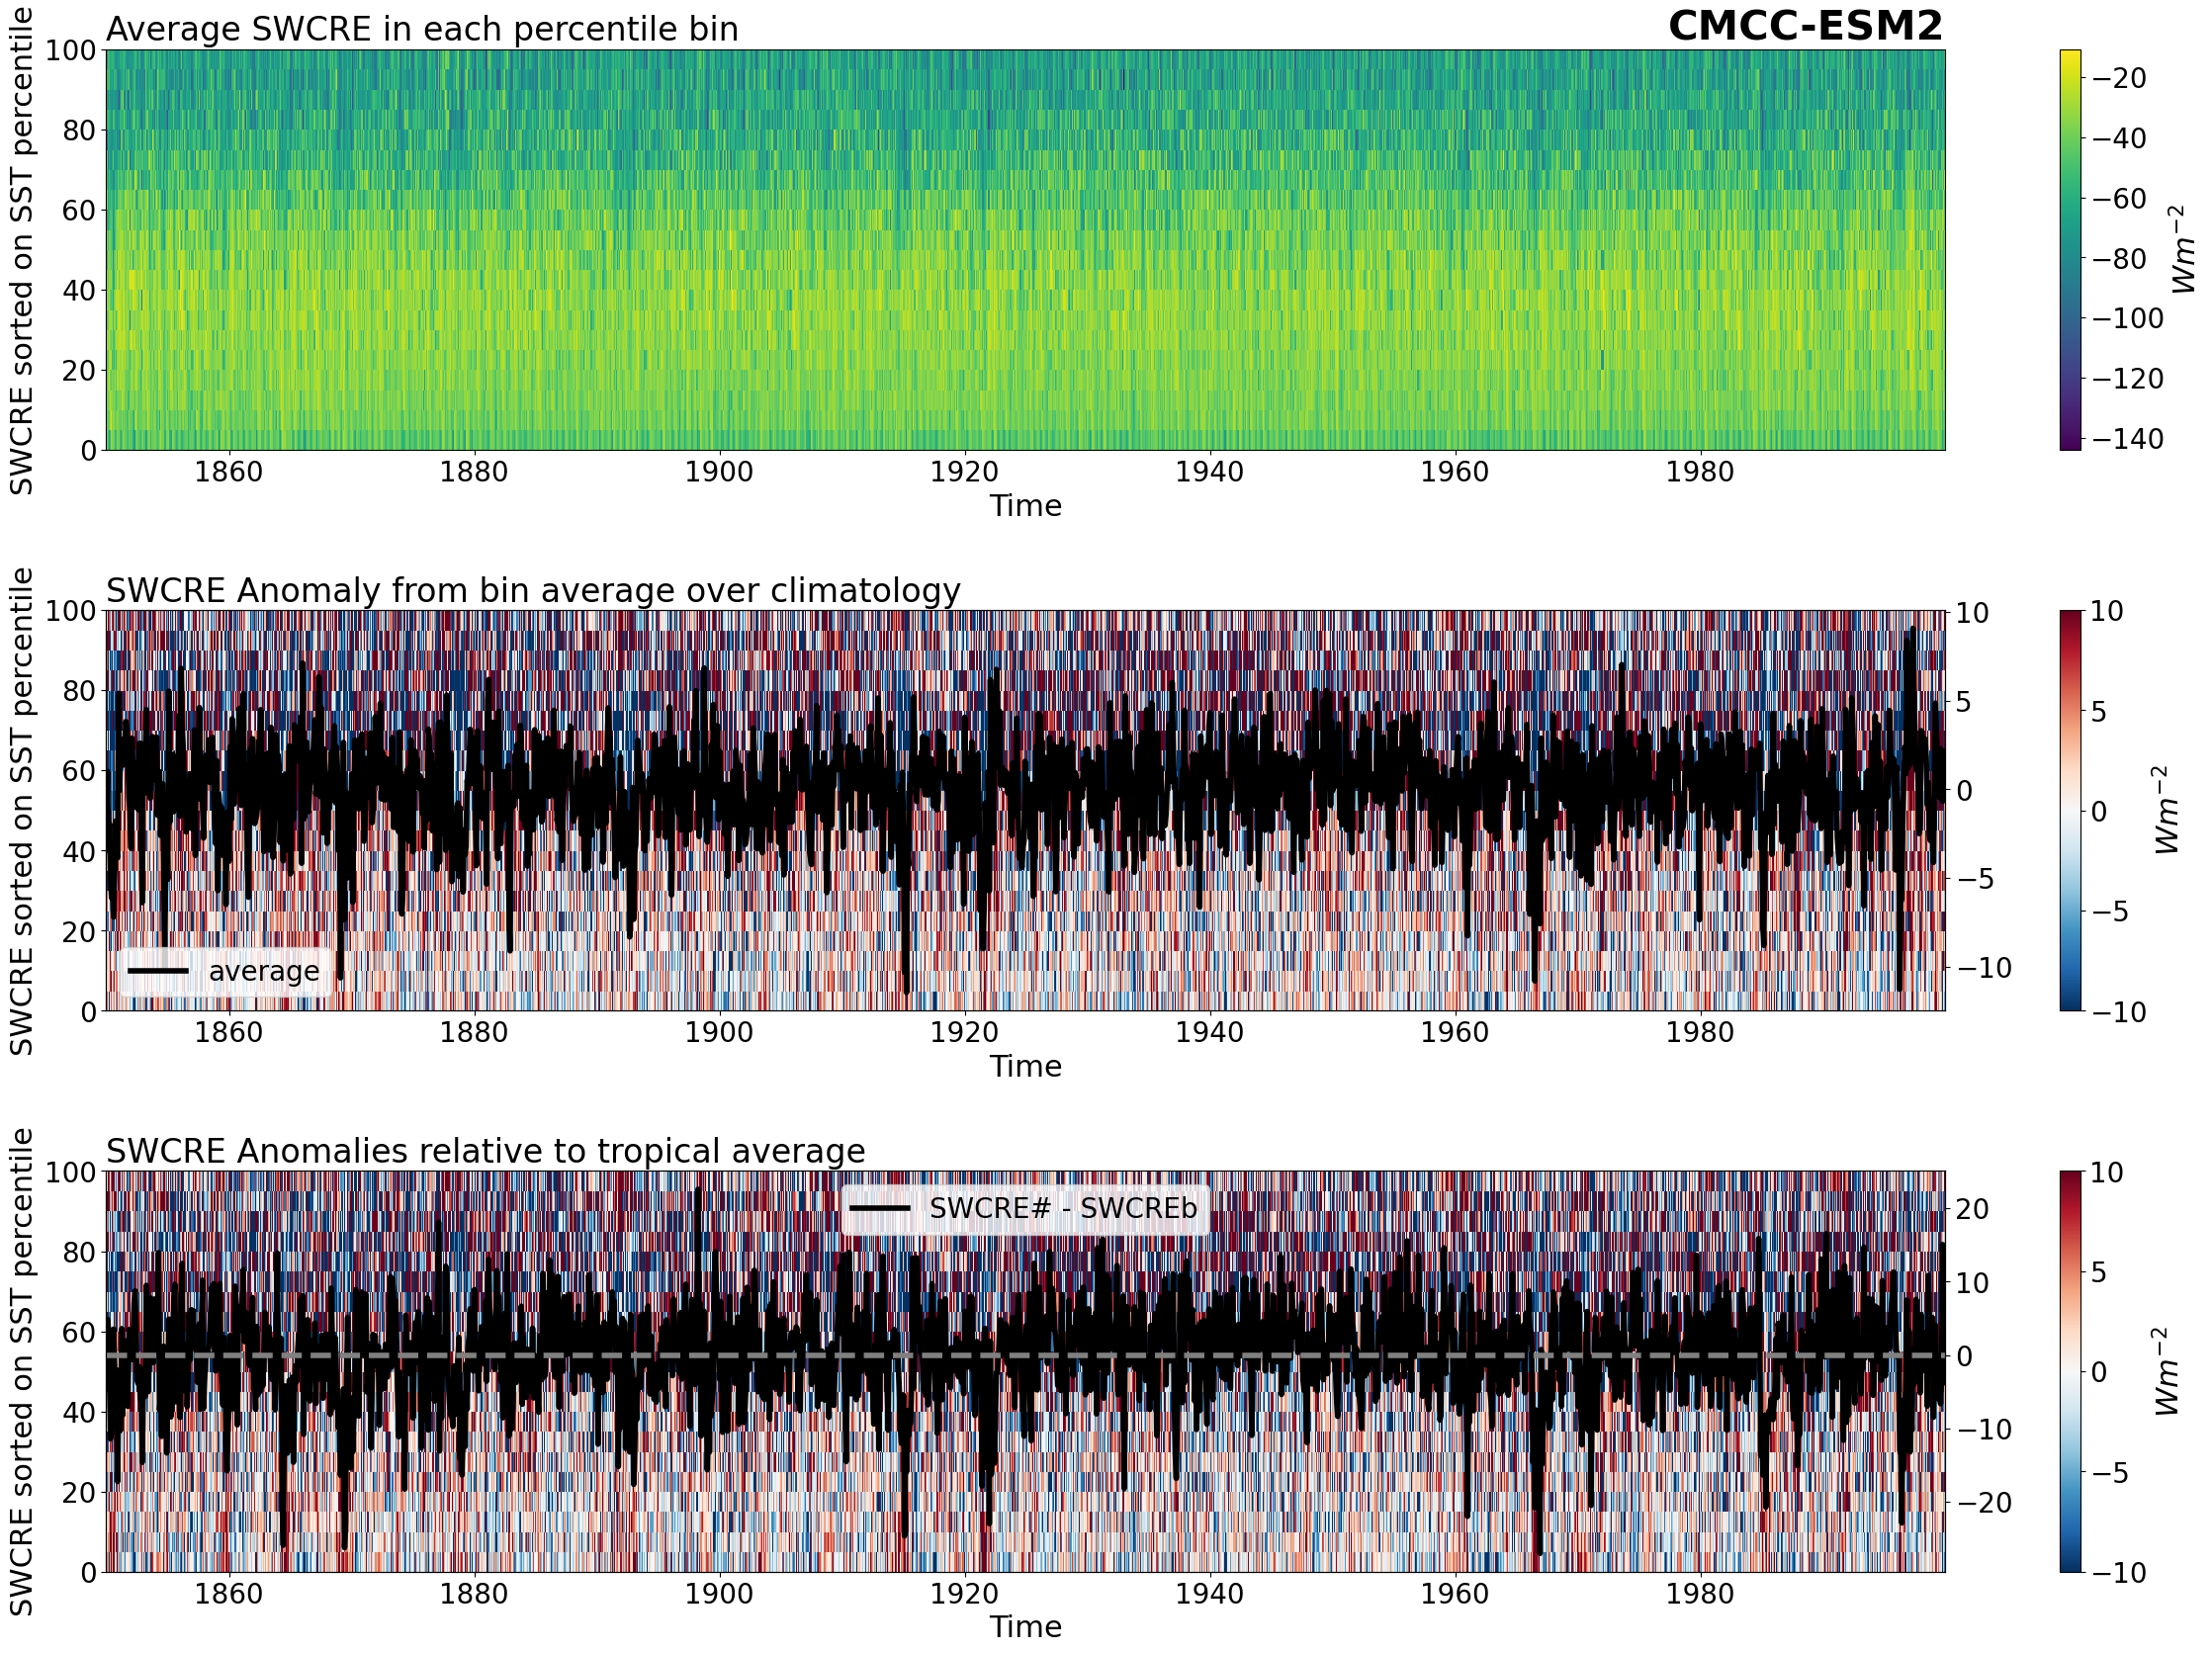 Average SWCRE in each percentile bin
CMCC-ESM2
SWCRE sorted on SST percentile
100
80
60
40
20
0
1860 1880 1900 1920 1940 1960 1980
Time
−20
−40
−60
−80
−100
−120
−140
Wm−2
SWCRE Anomaly from bin average over climatology
SWCRE sorted on SST percentile
100
80
60
40
20
0
average
1860 1880 1900 1920 1940 1960 1980
Time
10
5
0
−5
−10
10
5
0
−5
−10
Wm−2
SWCRE Anomalies relative to tropical average
SWCRE sorted on SST percentile
100
80
60
40
20
0
SWCRE# - SWCREb
1860 1880 1900 1920 1940 1960 1980
Time
20
10
0
−10
−20
10
5
0
−5
−10
Wm−2